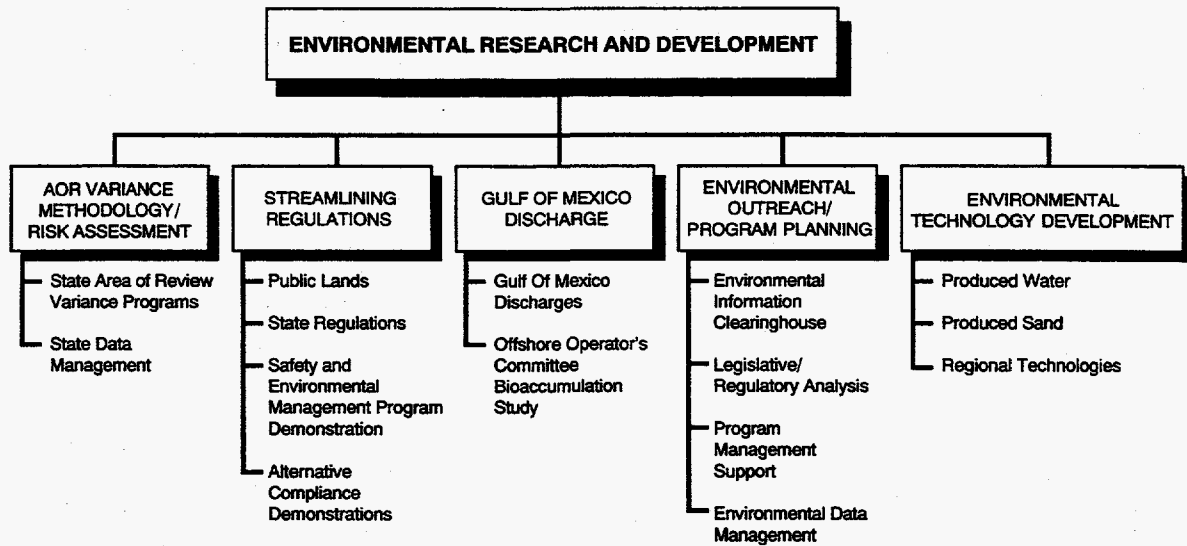 ENVIRONMENTAL RESEARCH AND DEVELOPMENT
AOR VARIANCE
METHODOLOGY/
RISK ASSESSMENT
State Area of Review
Variance Programs
State Data
Management
STREAMLINING
REGULATIONS
Public Lands
State Regulations
Safety and
Environmental
Management Program
Demonstration
Alternative
Compliance
Demonstrations
GULF OF MEXICO
DISCHARGE
Gulf Of Mexico
Discharges
Offshore Operator's
Committee
Bioaccumulation
Study
ENVIRONMENTAL
OUTREACH/
PROGRAM PLANNING
Environmental
Information
Clearinghouse
Legislative/
Regulatory Analysis
Program
Management
Support
Environmental Data
Management
ENVIRONMENTAL
TECHNOLOGY DEVELOPMENT
Produced Water
Produced Sand
Regional Technologies